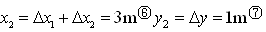 x₂ = Δx₁ + Δx₂ = 3m⑥ y₂ = Δy = 1m⑦